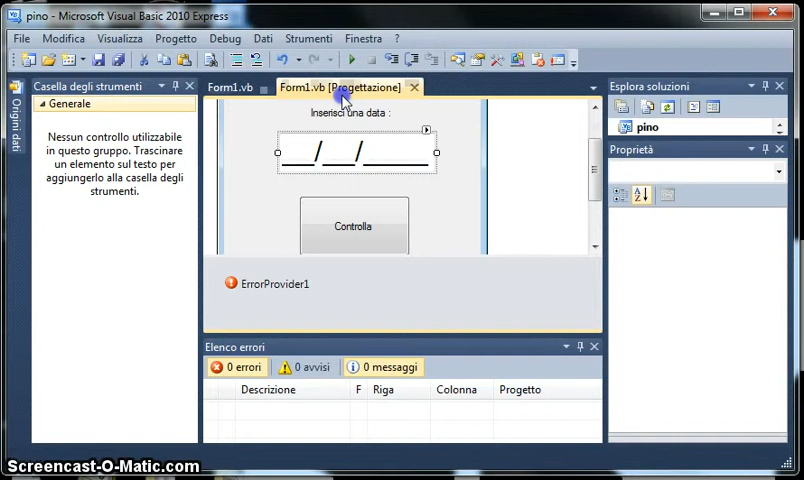 pino - Microsoft Visual Basic 2010 Express
File Modifica Visualizza Progetto Debug Dati Strumenti Finestra ?
Origini dati
Casella degli strumenti
Generale
Nessun controllo utilizzabile
in questo gruppo. Trascinare
un elemento sul testo per
aggiungerlo alla casella degli
strumenti.
Form1.vb Form1.vb [Progettazione]
Inserisci una data :
__/__/____
Controlla
ErrorProvider1
Elenco errori
0 errori 0 avvisi 0 messaggi
Descrizione F Riga Colonna Progetto
Esplora soluzioni
pino
Proprietà
Screencast-O-Matic.com